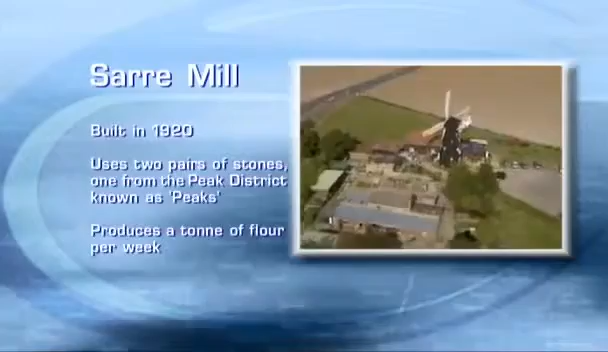 Sarre Mill
Built in 1920
Uses two pairs of stones,
one from the Peak District
known as 'Peaks'
Produces a tonne of flour
per week